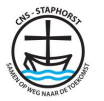 CNS - STAPHORST
SAMEN OP WEG NAAR DE TOEKOMST